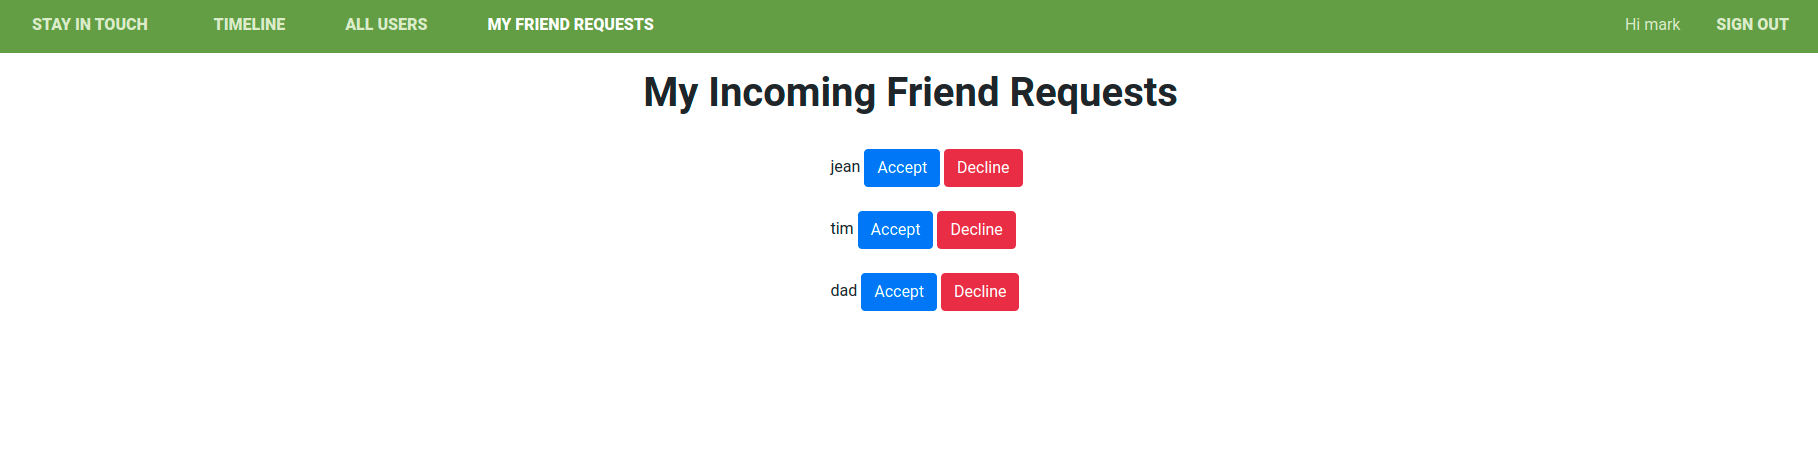 STAY IN TOUCH TIMELINE ALL USERS MY FRIEND REQUESTS Hi mark SIGN OUT
My Incoming Friend Requests
jean Accept Decline
tim Accept Decline
dad Accept Decline